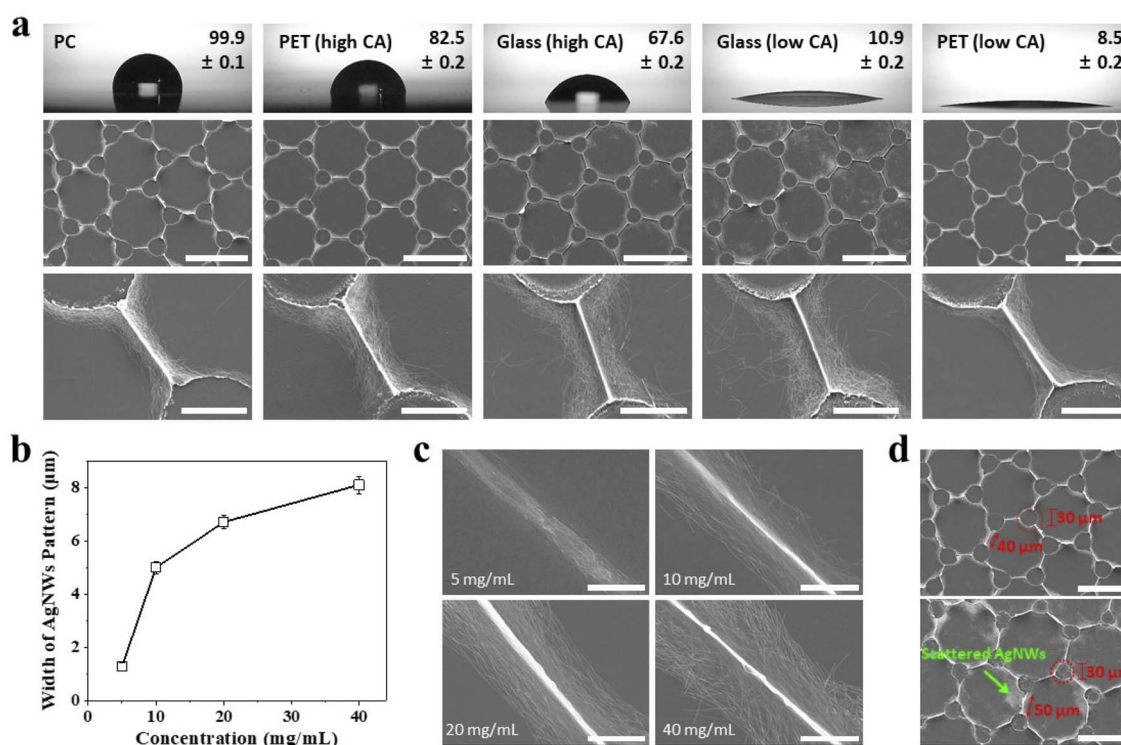 a
PC
99.9
± 0.1
PET (high CA)
82.5
± 0.2
Glass (high CA)
67.6
± 0.2
Glass (low CA)
10.9
± 0.2
PET (low CA)
8.5
± 0.2
b
Width of AgNWs Pattern (μm)
8
6
4
2
0
0
10
20
30
40
Concentration (mg/mL)
c
5 mg/mL
10 mg/mL
20 mg/mL
40 mg/mL
d
30 μm
40 μm
Scattered AgNWs
30 μm
50 μm